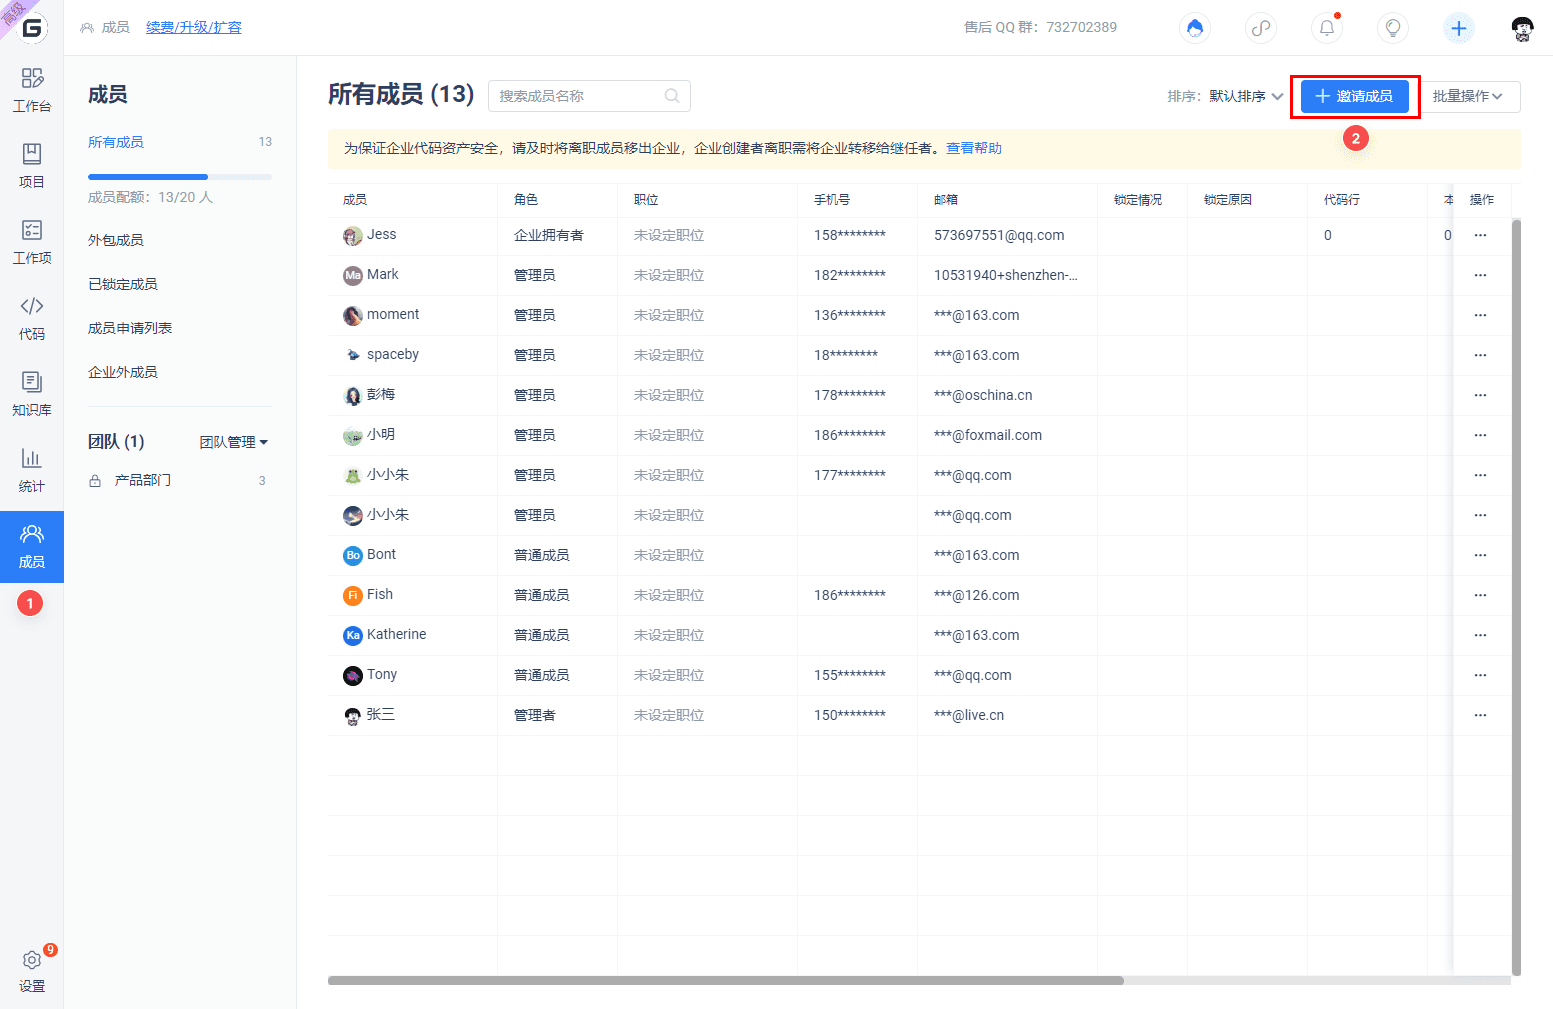 高级
成员 续费/升级/扩容 售后 QQ 群：732702389
工作台
项目
工作项
代码
知识库
统计
成员
1
9
设置
成员
所有成员 13
成员配额：13/20 人
外包成员
已锁定成员
成员申请列表
企业外成员
团队 (1) 团队管理
产品部门 3
所有成员 (13) 搜索成员名称 排序：默认排序 邀请成员 批量操作
2
为保证企业代码资产安全，请及时将离职成员移出企业，企业创建者离职需将企业转移给继任者。查看帮助
成员 角色 职位 手机号 邮箱 锁定情况 锁定原因 代码行 本 操作
Jess 企业拥有者 未设定职位 158******** 573697551@qq.com 0 0 ...
Ma Mark 管理员 未设定职位 182******** 10531940+shenzhen-... ...
moment 管理员 未设定职位 136******** ***@163.com ...
spaceby 管理员 未设定职位 18******** ***@163.com ...
彭梅 管理员 未设定职位 178******** ***@oschina.cn ...
小明 管理员 未设定职位 186******** ***@foxmail.com ...
小小朱 管理员 未设定职位 177******** ***@qq.com ...
小小朱 管理员 未设定职位 ***@qq.com ...
Bo Bont 普通成员 未设定职位 ***@163.com ...
Fi Fish 普通成员 未设定职位 186******** ***@126.com ...
Ka Katherine 普通成员 未设定职位 ***@163.com ...
Tony 普通成员 未设定职位 155******** ***@qq.com ...
张三 管理者 未设定职位 150******** ***@live.cn ...